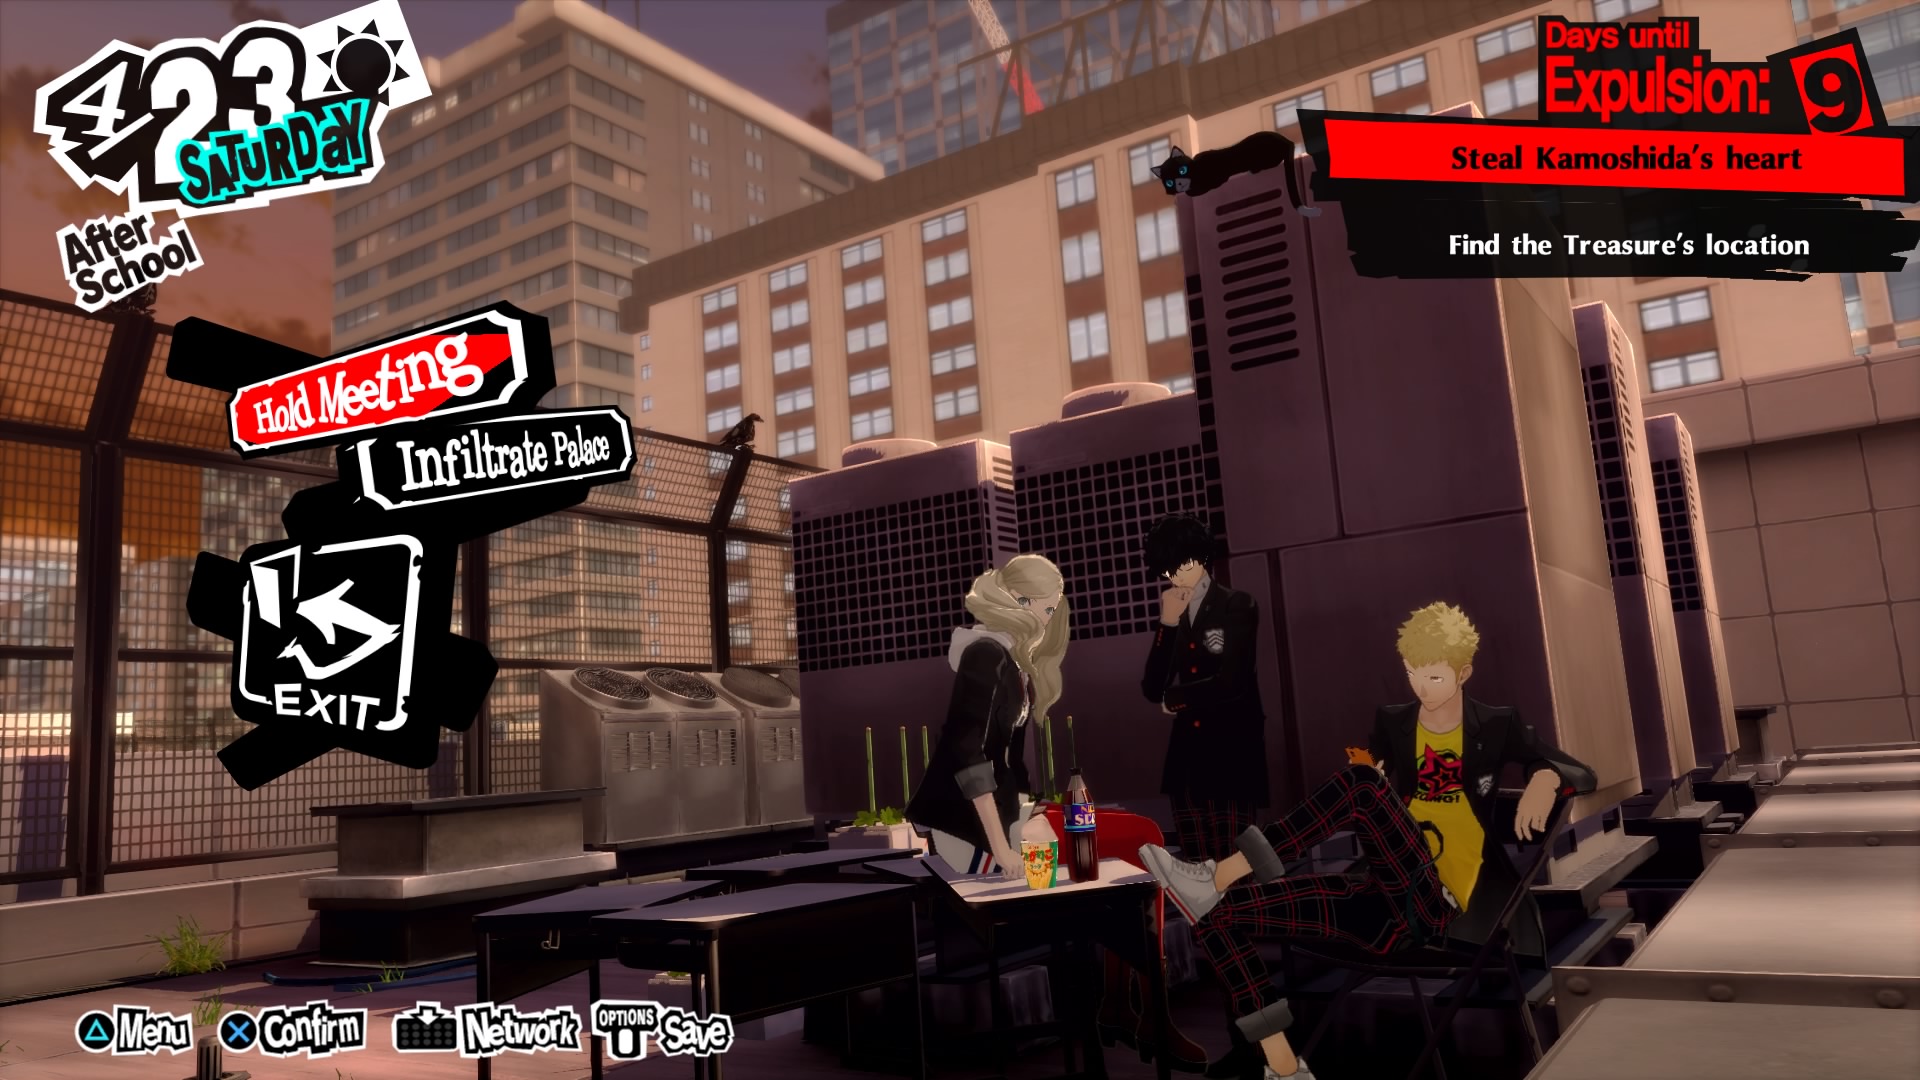 4/23
SATURDAY
After
School
Days until
Expulsion: 9
Steal Kamoshida's heart
Find the Treasure's location
Hold Meeting
Infiltrate Palace
EXIT
Menu
Confirm
Network
OPTIONS
Save